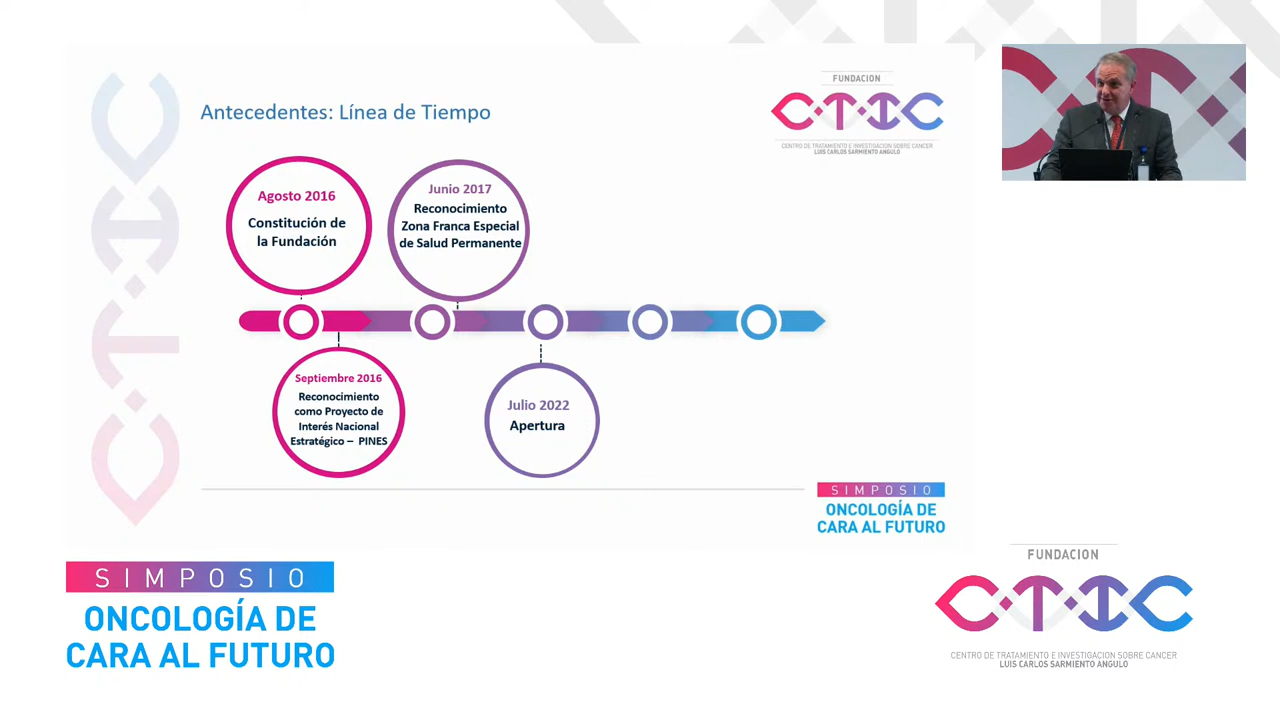 Antecedentes: Línea de Tiempo
FUNDACION
CTIC
CENTRO DE TRATAMIENTO E INVESTIGACION SOBRE CANCER
LUIS CARLOS SARMIENTO ANGULO
Agosto 2016
Constitución de
la Fundación
Junio 2017
Reconocimiento
Zona Franca Especial
de Salud Permanente
Septiembre 2016
Reconocimiento
como Proyecto de
Interés Nacional
Estratégico – PINES
Julio 2022
Apertura
SIMPOSIO
ONCOLOGÍA DE
CARA AL FUTURO
CTIC
SIMPOSIO
ONCOLOGÍA DE
CARA AL FUTURO
FUNDACION
CTIC
CENTRO DE TRATAMIENTO E INVESTIGACION SOBRE CANCER
LUIS CARLOS SARMIENTO ANGULO